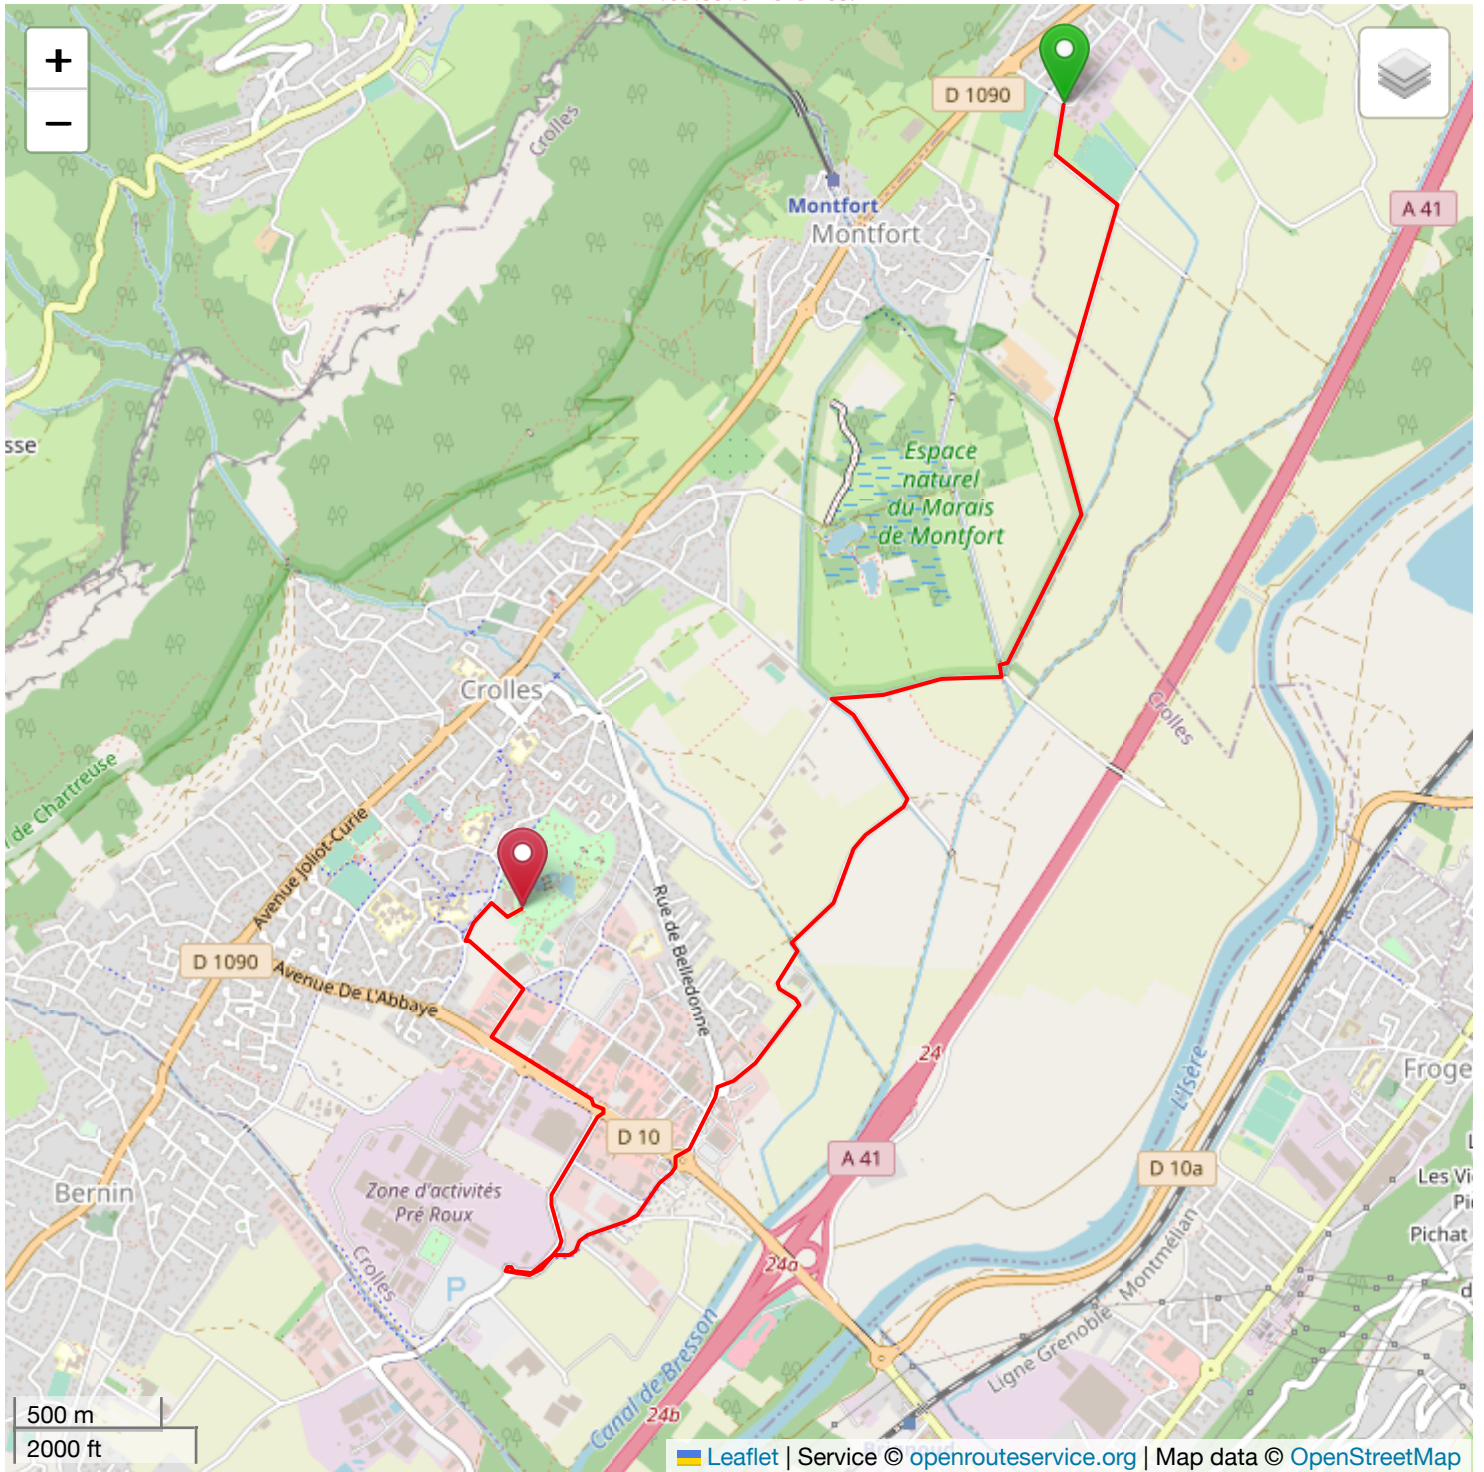 +
−
D 1090
Crolles
A 41
Montfort
Montfort
sse
Espace
naturel
du Marais
de Montfort
Crolles
Crolles
de Chartreuse
Avenue Joliot-Curie
Rue de Belledonne
D 1090
Avenue De L'Abbaye
24
L'Isère
Froge
D 10
A 41
D 10a
Les Vi
Pichat
Bernin
Zone d'activités
Pré Roux
Crolles
24a
P
Ligne Grenoble - Montmélian
Canal de Bresson
24b
500 m
2000 ft
Leaflet | Service © openrouteservice.org | Map data © OpenStreetMap